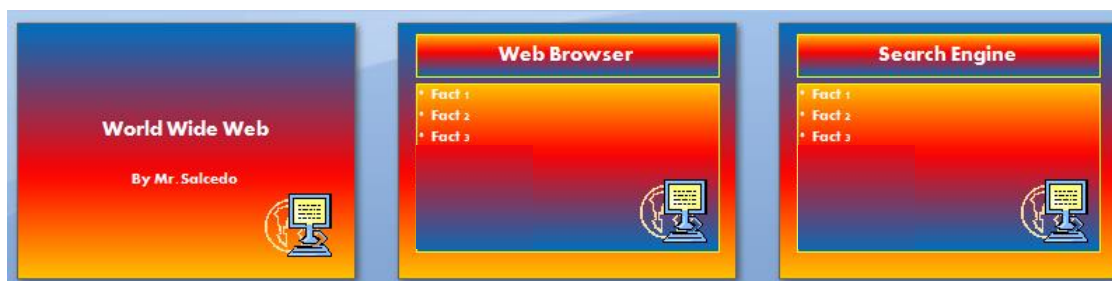 World Wide Web
By Mr. Salcedo
Web Browser
• Fact 1
• Fact 2
• Fact 3
Search Engine
• Fact 1
• Fact 2
• Fact 3